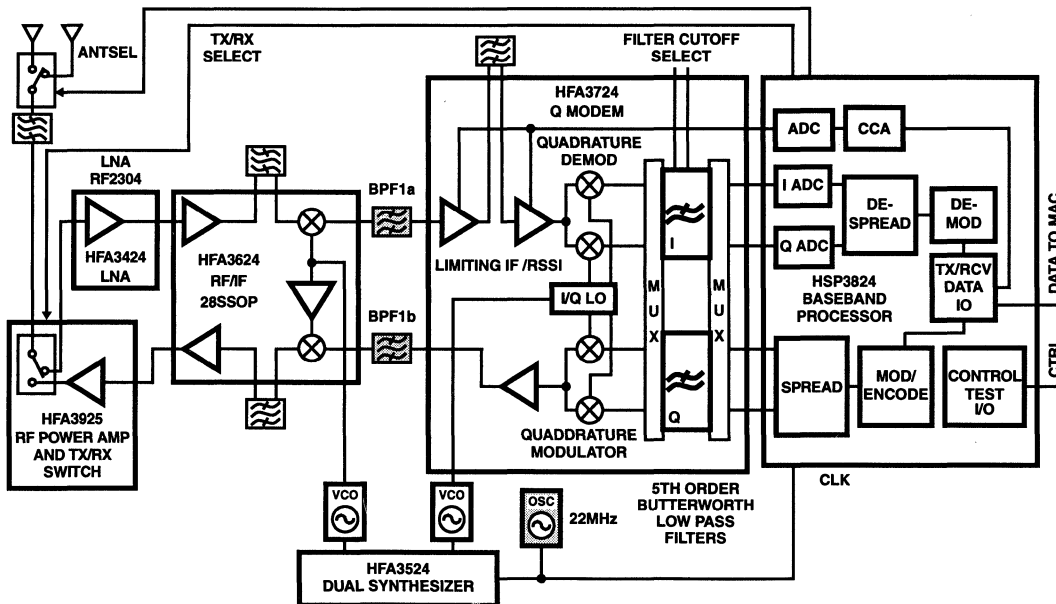 ANTSEL
TX/RX
SELECT
FILTER CUTOFF
SELECT
HFA3724
Q MODEM
QUADRATURE
DEMOD
ADC
CCA
I ADC
Q ADC
DE-
SPREAD
DE-
MOD
TX/RCV
DATA
IO
HSP3824
BASEBAND
PROCESSOR
DATA TO MAC
CTRL
LNA
RF2304
HFA3424
LNA
HFA3624
RF/IF
28SSOP
BPF1a
BPF1b
LIMITING IF /RSSI
I/Q LO
M
U
X
I
Q
M
U
X
SPREAD
MOD/
ENCODE
CONTROL
TEST
I/O
HFA3925
RF POWER AMP
AND TX/RX
SWITCH
QUADDRATURE
MODULATOR
5TH ORDER
BUTTERWORTH
LOW PASS
FILTERS
CLK
VCO
VCO
OSC
22MHz
HFA3524
DUAL SYNTHESIZER